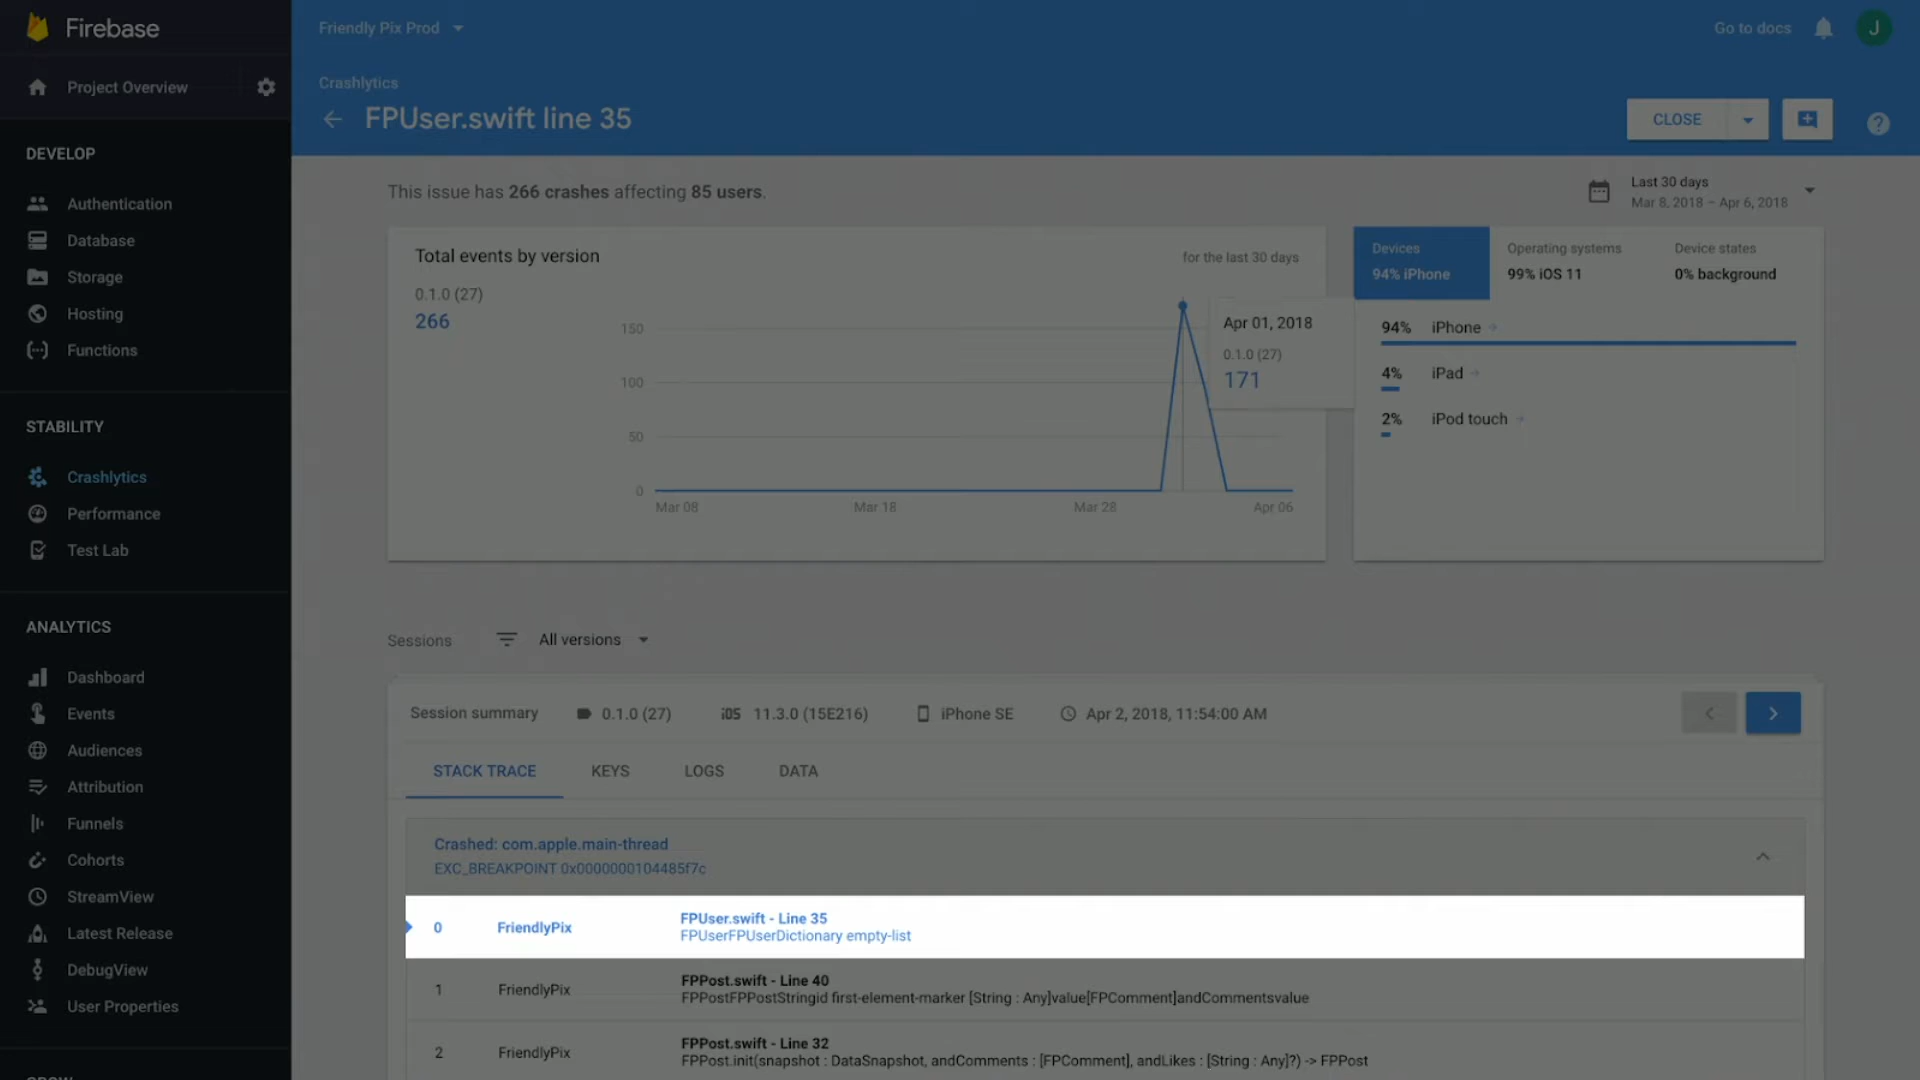 Firebase
Friendly Pix Prod
Go to docs
J
Project Overview
Crashlytics
FPUser.swift line 35
CLOSE
DEVELOP
Authentication
Database
Storage
Hosting
Functions
STABILITY
Crashlytics
Performance
Test Lab
ANALYTICS
Dashboard
Events
Audiences
Attribution
Funnels
Cohorts
StreamView
Latest Release
DebugView
User Properties
This issue has 266 crashes affecting 85 users.
Last 30 days
Mar 8, 2018 – Apr 6, 2018
Total events by version
for the last 30 days
0.1.0 (27)
266
150
100
50
0
Mar 08
Mar 18
Mar 28
Apr 06
Apr 01, 2018
0.1.0 (27)
171
Devices
94% iPhone
Operating systems
99% iOS 11
Device states
0% background
94% iPhone
4% iPad
2% iPod touch
Sessions
All versions
Session summary
0.1.0 (27)
iOS 11.3.0 (15E216)
iPhone SE
Apr 2, 2018, 11:54:00 AM
STACK TRACE
KEYS
LOGS
DATA
Crashed: com.apple.main-thread
EXC_BREAKPOINT 0x0000000104485f7c
0 FriendlyPix FPUser.swift - Line 35
FPUserFPUserDictionary empty-list
1 FriendlyPix FPPost.swift - Line 40
FPPostFPPostStringid first-element-marker [String : Any]value[FPComment]andCommentsvalue
2 FriendlyPix FPPost.swift - Line 32
FPPost.init(snapshot : DataSnapshot, andComments : [FPComment], andLikes : [String : Any]?) -> FPPost